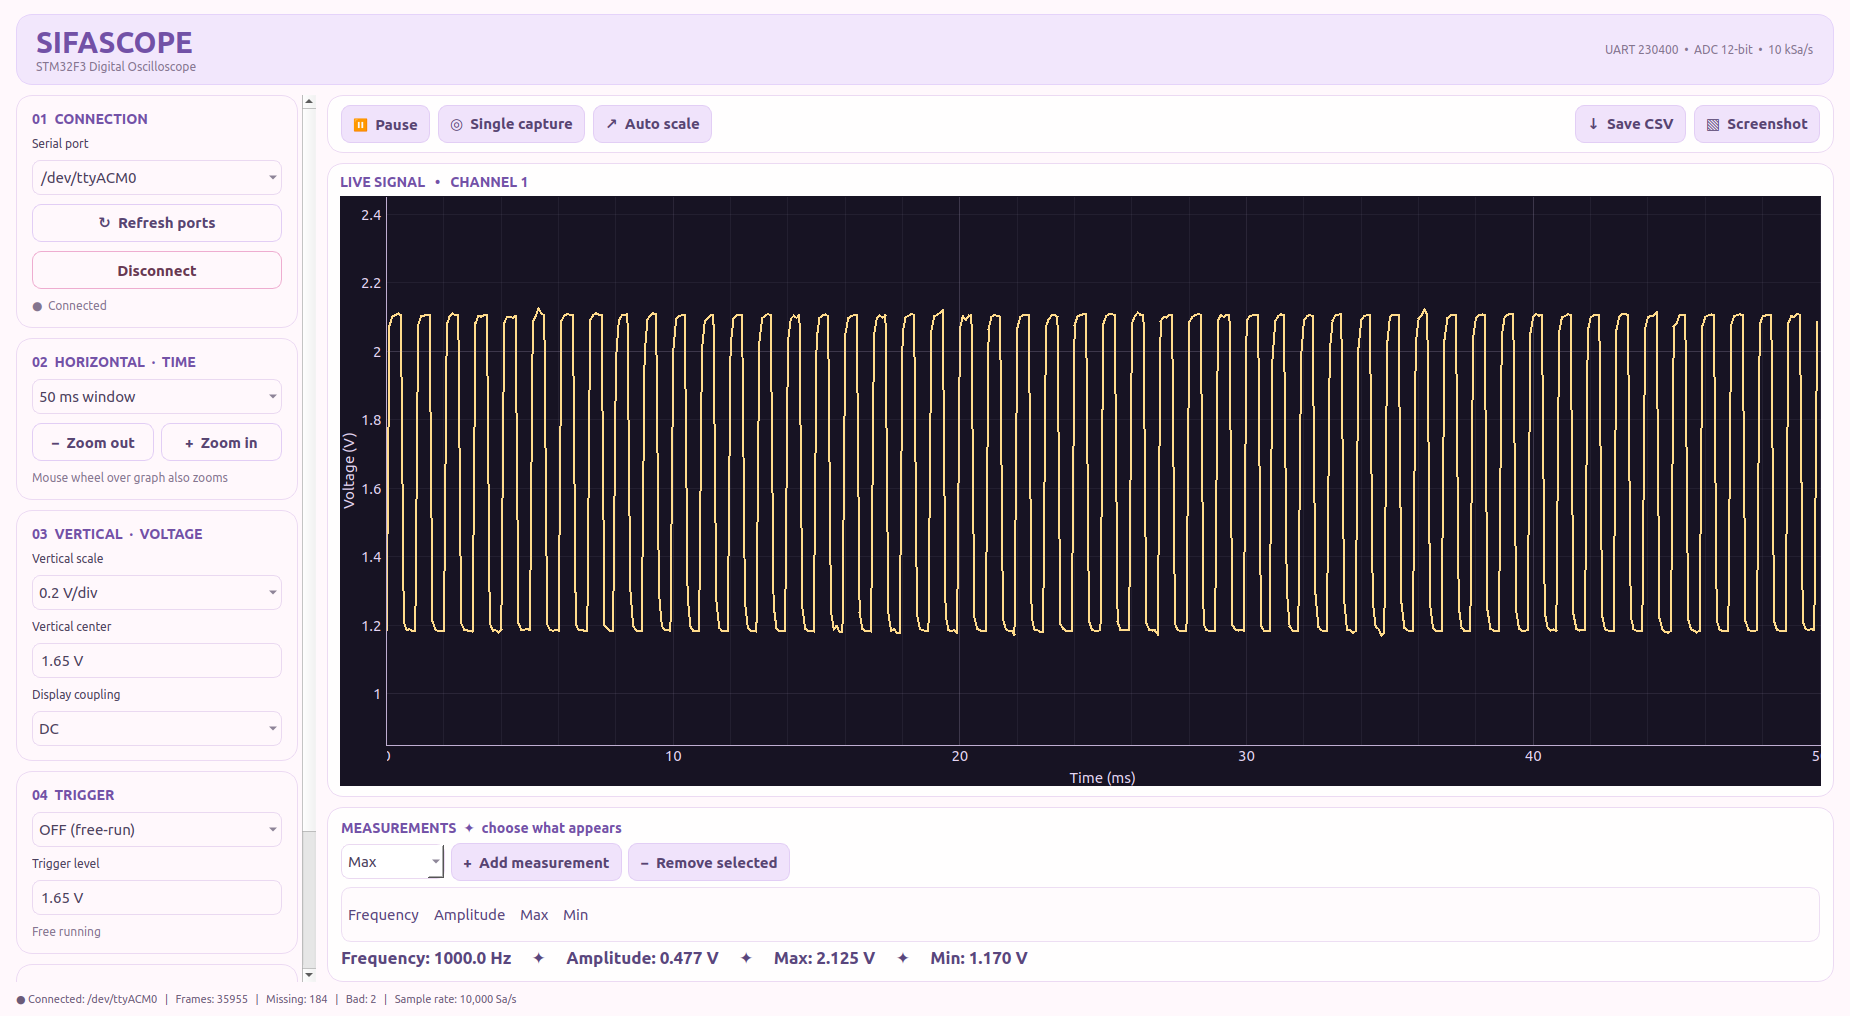 SIFASCOPE
STM32F3 Digital Oscilloscope
UART 230400 • ADC 12-bit • 10 kSa/s
01 CONNECTION
Serial port
/dev/ttyACM0
↻ Refresh ports
Disconnect
● Connected
02 HORIZONTAL · TIME
50 ms window
− Zoom out
+ Zoom in
Mouse wheel over graph also zooms
03 VERTICAL · VOLTAGE
Vertical scale
0.2 V/div
Vertical center
1.65 V
Display coupling
DC
04 TRIGGER
OFF (free-run)
Trigger level
1.65 V
Free running
⏸ Pause
◎ Single capture
↗ Auto scale
↓ Save CSV
▧ Screenshot
LIVE SIGNAL • CHANNEL 1
2.4
2.2
2
1.8
1.6
1.4
1.2
1
Voltage (V)
10
20
30
40
5
Time (ms)
MEASUREMENTS ✦ choose what appears
Max
+ Add measurement
− Remove selected
Frequency Amplitude Max Min
Frequency: 1000.0 Hz ✦ Amplitude: 0.477 V ✦ Max: 2.125 V ✦ Min: 1.170 V
● Connected: /dev/ttyACM0 | Frames: 35955 | Missing: 184 | Bad: 2 | Sample rate: 10,000 Sa/s